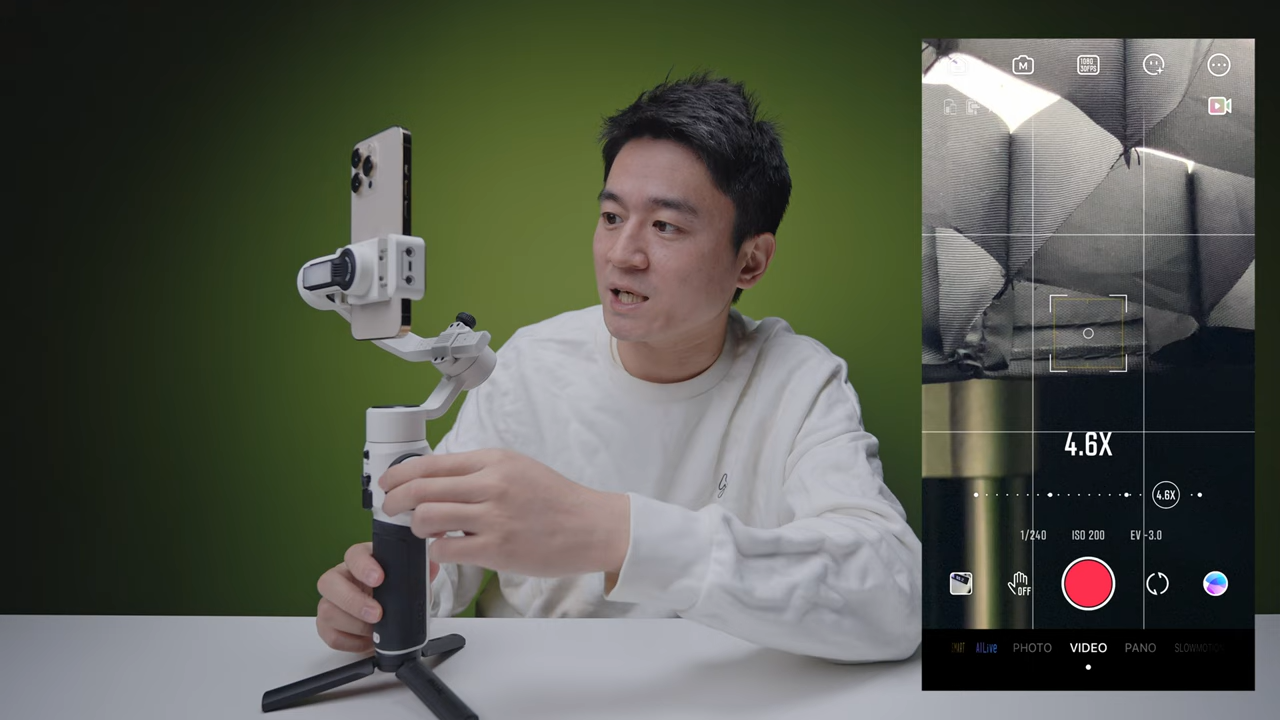 M
1080
30FPS
4.6X
4.6X
1/240 ISO 200 EV -3.0
OFF
AILive PHOTO VIDEO PANO